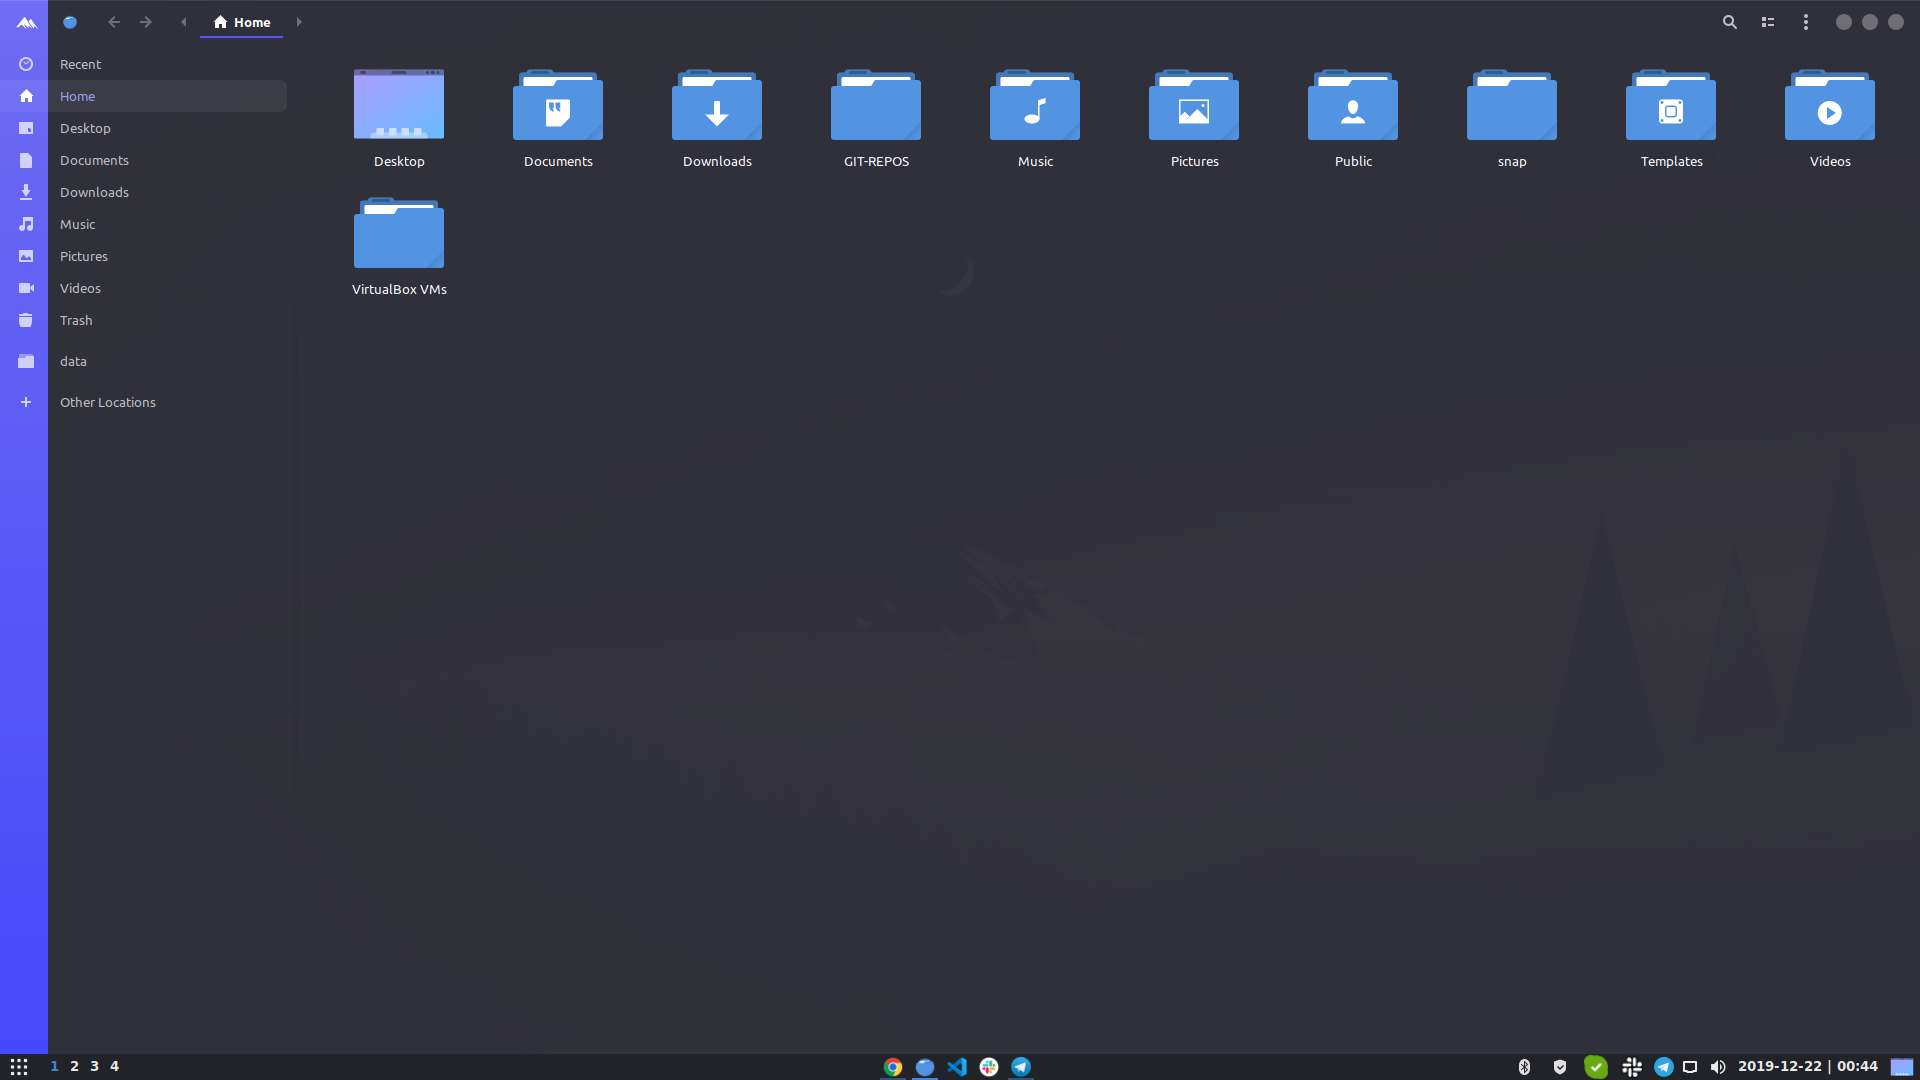 Home
Recent
Home
Desktop
Documents
Downloads
Music
Pictures
Videos
Trash
data
Other Locations
Desktop Documents Downloads GIT-REPOS Music Pictures Public snap Templates Videos
VirtualBox VMs
1 2 3 4 2019-12-22 | 00:44